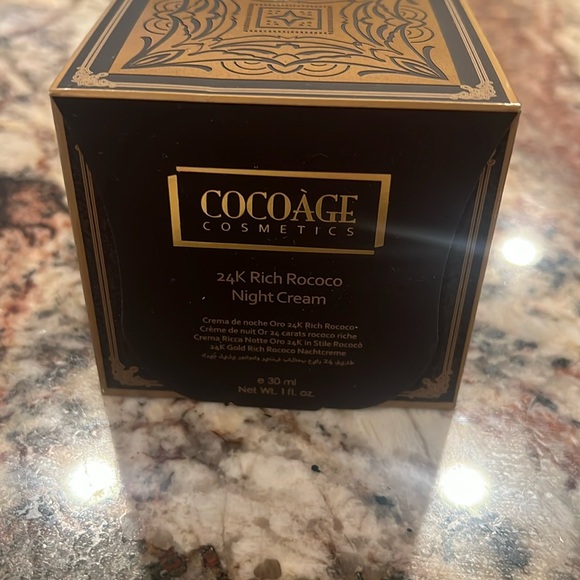 COCOÀGE
COSMETICS
24K Rich Rococo
Night Cream
Crema de noche Oro 24K Rich Rococo•
Crème de nuit Or 24 carats rococo riche
Crema Ricca Notte Oro 24K in Stile Rococò
24K Gold Rich Rococo Nachtcreme
e 30 ml
Net Wt. 1 fl. oz.